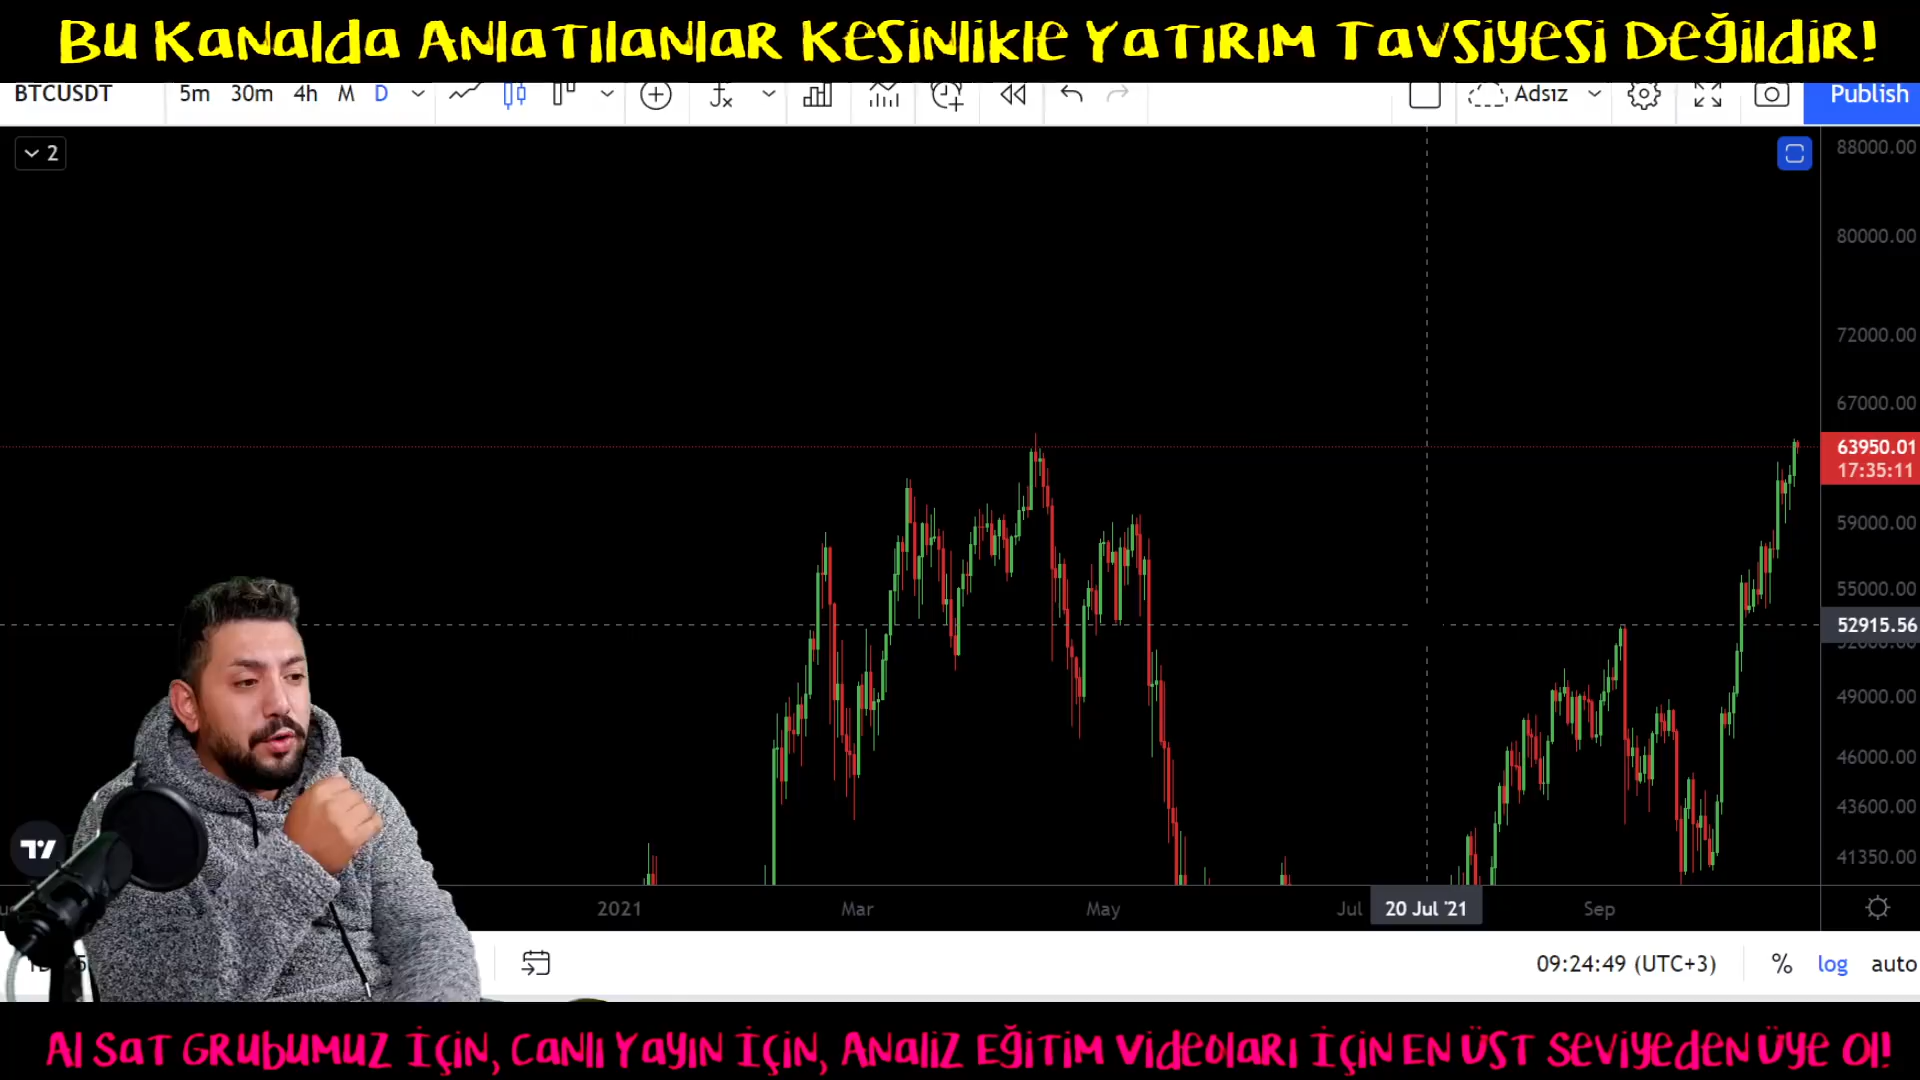 Bu Kanalda Anlatılanlar Kesinlikle Yatırım Tavsiyesi Değildir!
BTCUSDT 5m 30m 4h M D Adsız Publish
2
88000.00
80000.00
72000.00
67000.00
63950.01
17:35:11
59000.00
55000.00
52915.56
49000.00
46000.00
43600.00
41350.00
2021 Mar May Jul 20 Jul '21 Sep
09:24:49 (UTC+3) % log auto
Al Sat Grubumuz İçin, Canlı Yayın İçin, Analiz Eğitim Videoları İçin En Üst Seviyeden Üye Ol!